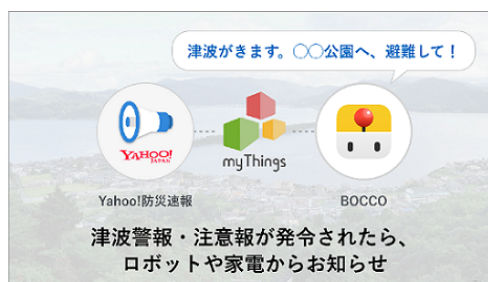 津波がきます。○○公園へ、避難して！
YAHOO!
JAPAN
myThings
Yahoo!防災速報
BOCCO
津波警報・注意報が発令されたら、
ロボットや家電からお知らせ